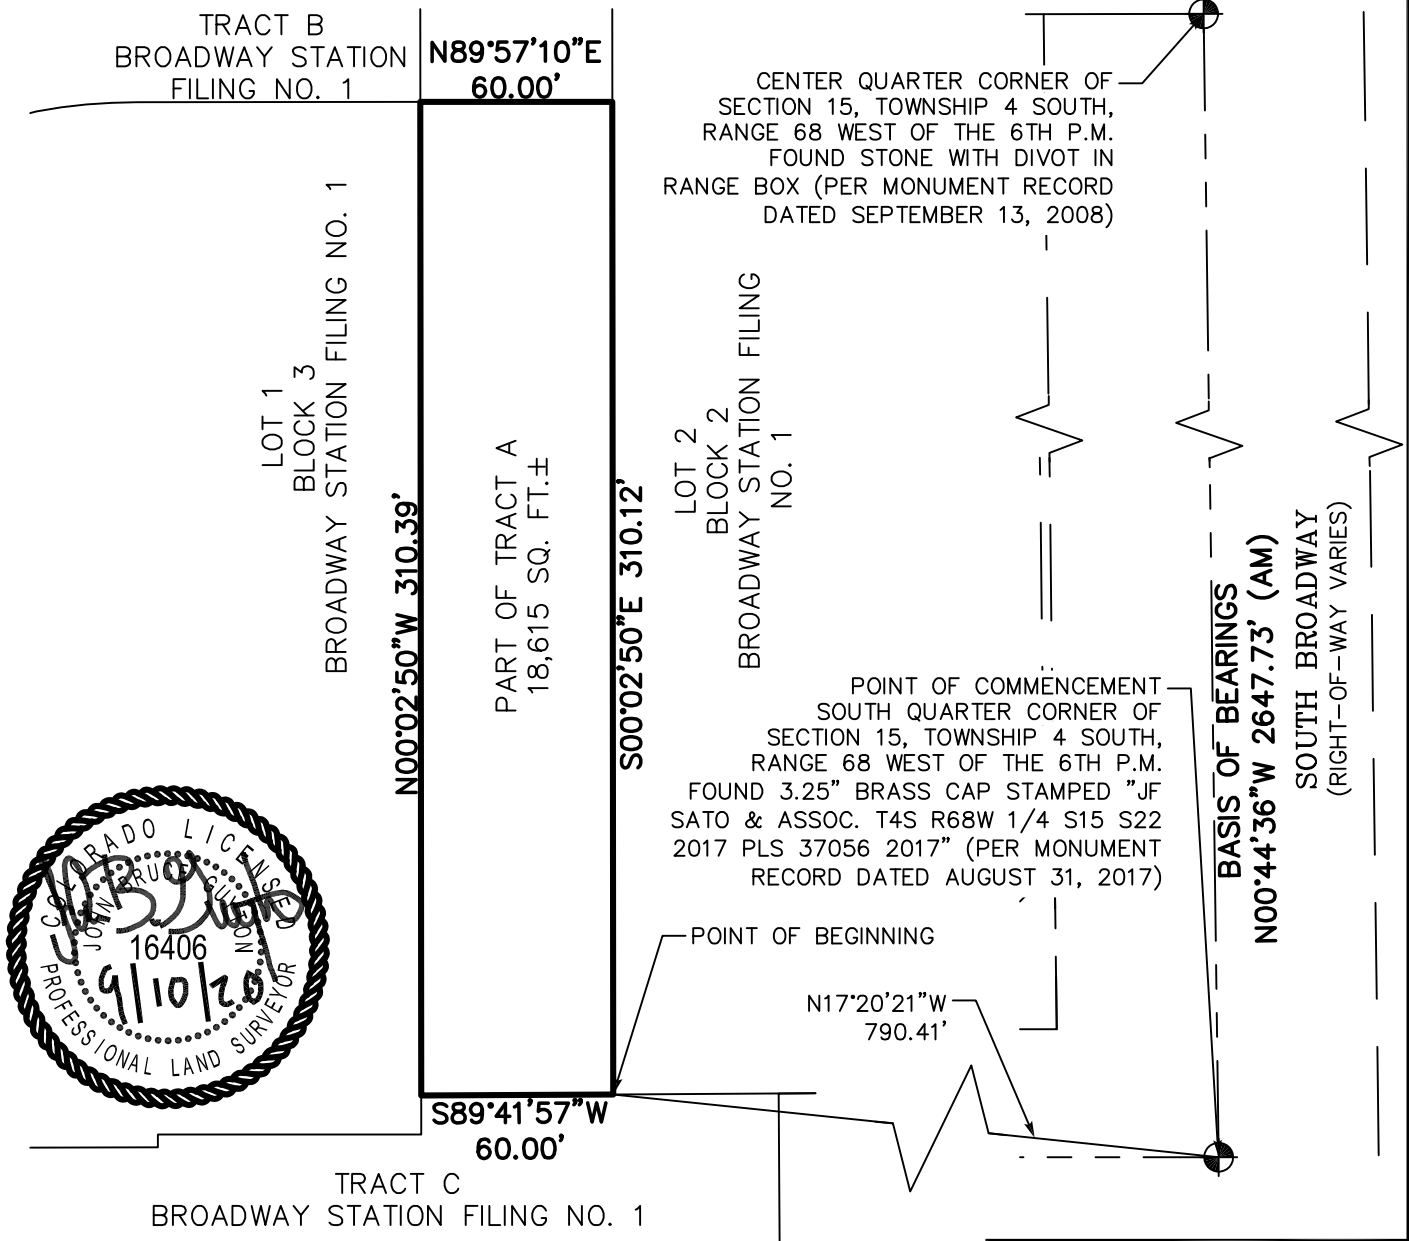 TRACT B
BROADWAY STATION
FILING NO. 1
N89°57'10"E
60.00'
CENTER QUARTER CORNER OF
SECTION 15, TOWNSHIP 4 SOUTH,
RANGE 68 WEST OF THE 6TH P.M.
FOUND STONE WITH DIVOT IN
RANGE BOX (PER MONUMENT RECORD
DATED SEPTEMBER 13, 2008)
LOT 1
BLOCK 3
BROADWAY STATION FILING NO. 1
N00°02'50"W 310.39'
PART OF TRACT A
18,615 SQ. FT.±
S00°02'50"E 310.12'
LOT 2
BLOCK 2
BROADWAY STATION FILING
NO. 1
BASIS OF BEARINGS
N00°44'36"W 2647.73' (AM)
SOUTH BROADWAY
(RIGHT-OF-WAY VARIES)
POINT OF COMMENCEMENT
SOUTH QUARTER CORNER OF
SECTION 15, TOWNSHIP 4 SOUTH,
RANGE 68 WEST OF THE 6TH P.M.
FOUND 3.25" BRASS CAP STAMPED "JF
SATO & ASSOC. T4S R68W 1/4 S15 S22
2017 PLS 37056 2017" (PER MONUMENT
RECORD DATED AUGUST 31, 2017)
COLORADO LICENSED
JOHN BRUCE GUYTON
16406
9/10/20
PROFESSIONAL LAND SURVEYOR
POINT OF BEGINNING
N17°20'21"W
790.41'
S89°41'57"W
60.00'
TRACT C
BROADWAY STATION FILING NO. 1